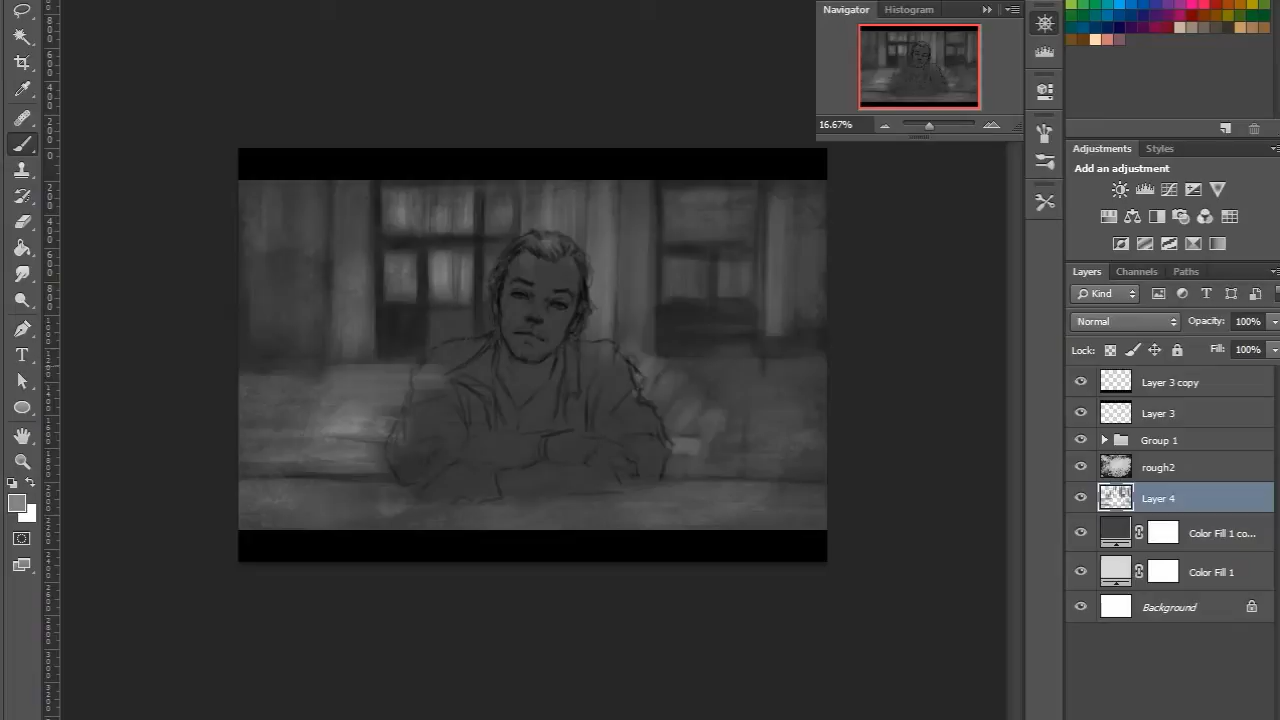 Navigator Histogram
16.67%
Adjustments Styles
Add an adjustment
Layers Channels Paths
Kind
Normal Opacity: 100%
Lock: Fill: 100%
Layer 3 copy
Layer 3
Group 1
rough2
Layer 4
Color Fill 1 co...
Color Fill 1
Background